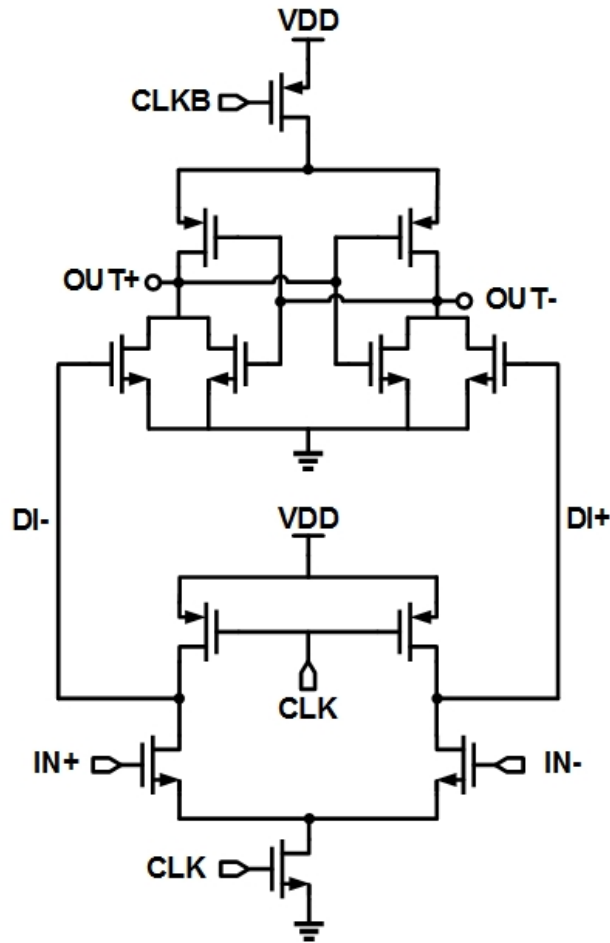 VDD
CLKB
OUT+
OUT-
DI-
DI+
VDD
CLK
IN+
IN-
CLK